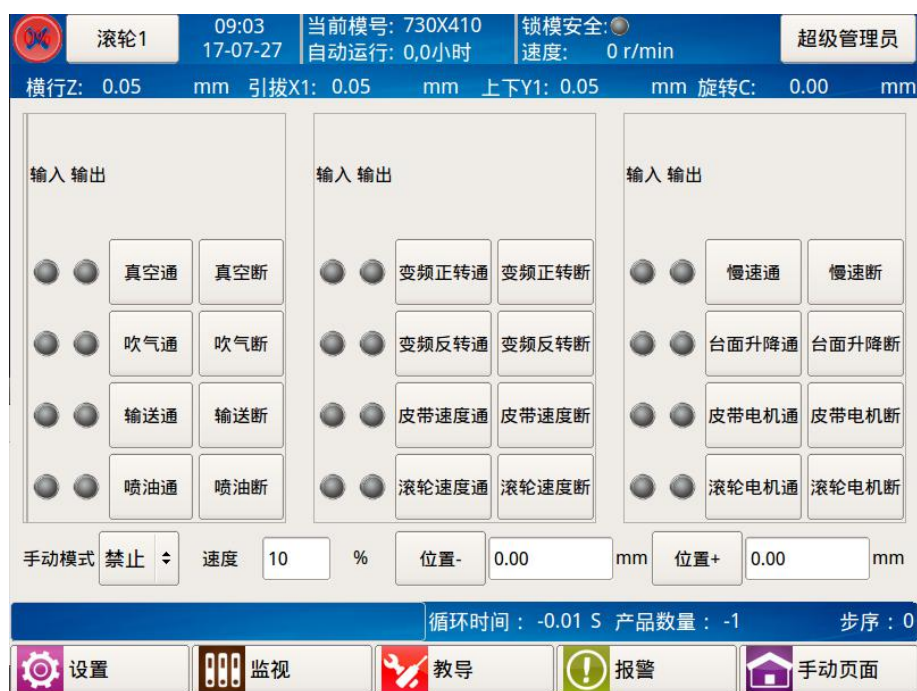 滚轮1 09:03 当前模号: 730X410 锁模安全: 超级管理员
17-07-27 自动运行: 0,0小时 速度: 0 r/min
横行Z: 0.05 mm 引拔X1: 0.05 mm 上下Y1: 0.05 mm 旋转C: 0.00 mm
输入 输出 输入 输出 输入 输出
真空通 真空断 变频正转通 变频正转断 慢速通 慢速断
吹气通 吹气断 变频反转通 变频反转断 台面升降通 台面升降断
输送通 输送断 皮带速度通 皮带速度断 皮带电机通 皮带电机断
喷油通 喷油断 滚轮速度通 滚轮速度断 滚轮电机通 滚轮电机断
手动模式 禁止 速度 10 % 位置- 0.00 mm 位置+ 0.00 mm
循环时间 : -0.01 S 产品数量 : -1 步序 : 0
设置 监视 教导 报警 手动页面